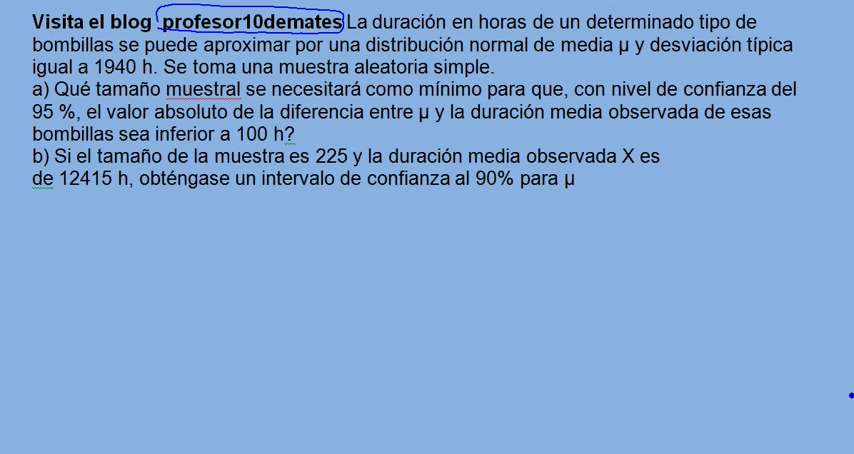 Visita el blog profesor10demates La duración en horas de un determinado tipo de
bombillas se puede aproximar por una distribución normal de media μ y desviación típica
igual a 1940 h. Se toma una muestra aleatoria simple.
a) Qué tamaño muestral se necesitará como mínimo para que, con nivel de confianza del
95 %, el valor absoluto de la diferencia entre μ y la duración media observada de esas
bombillas sea inferior a 100 h?
b) Si el tamaño de la muestra es 225 y la duración media observada X es
de 12415 h, obténgase un intervalo de confianza al 90% para μ